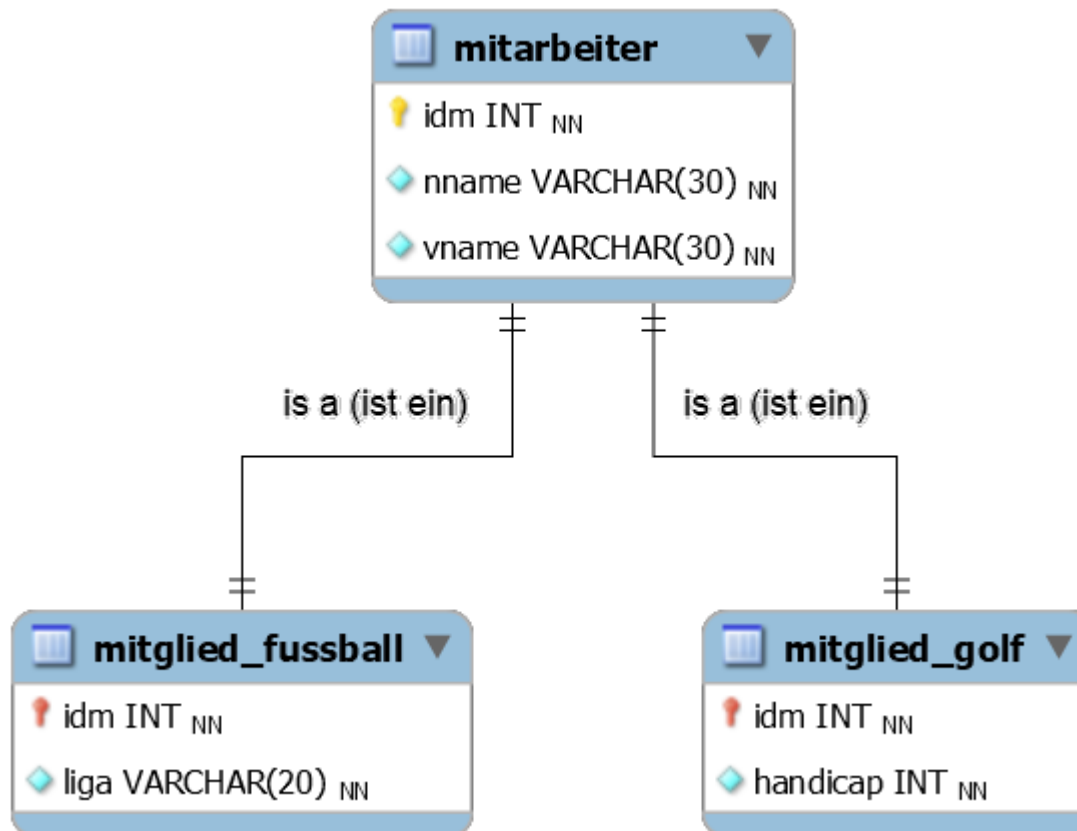 mitarbeiter
idm INT NN
nname VARCHAR(30) NN
vname VARCHAR(30) NN
is a (ist ein)
is a (ist ein)
mitglied_fussball
idm INT NN
liga VARCHAR(20) NN
mitglied_golf
idm INT NN
handicap INT NN